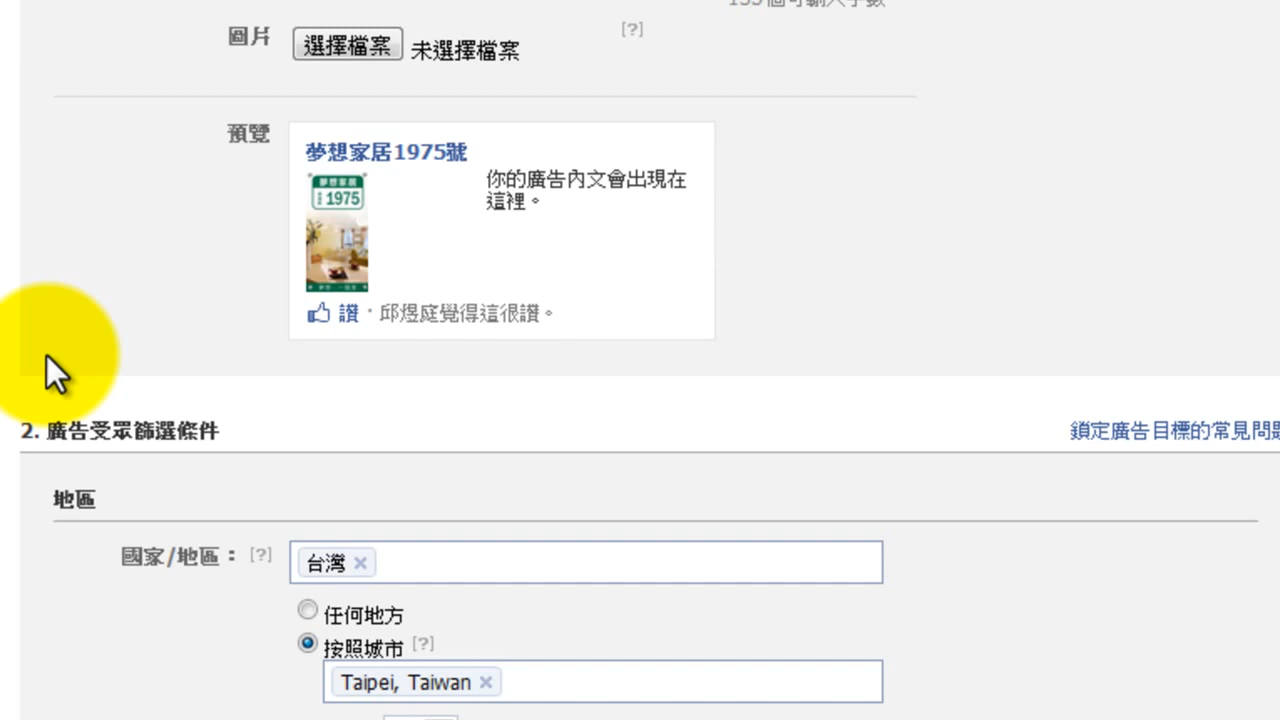 圖片 選擇檔案 未選擇檔案 [?]
預覽
夢想家居1975號
夢想家居
1975
你的廣告內文會出現在
這裡。
讚 · 邱煜庭覺得這很讚。
2. 廣告受眾篩選條件
鎖定廣告目標的常見問題
地區
國家/地區： [?] 台灣 ×
任何地方
按照城市 [?]
Taipei, Taiwan ×